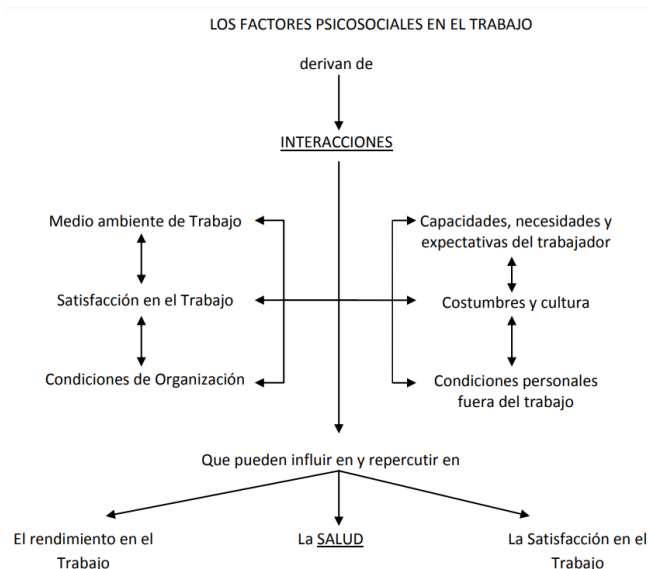 LOS FACTORES PSICOSOCIALES EN EL TRABAJO
derivan de
INTERACCIONES
Medio ambiente de Trabajo
Capacidades, necesidades y
expectativas del trabajador
Satisfacción en el Trabajo
Costumbres y cultura
Condiciones de Organización
Condiciones personales
fuera del trabajo
Que pueden influir en y repercutir en
El rendimiento en el
Trabajo
La SALUD
La Satisfacción en el
Trabajo